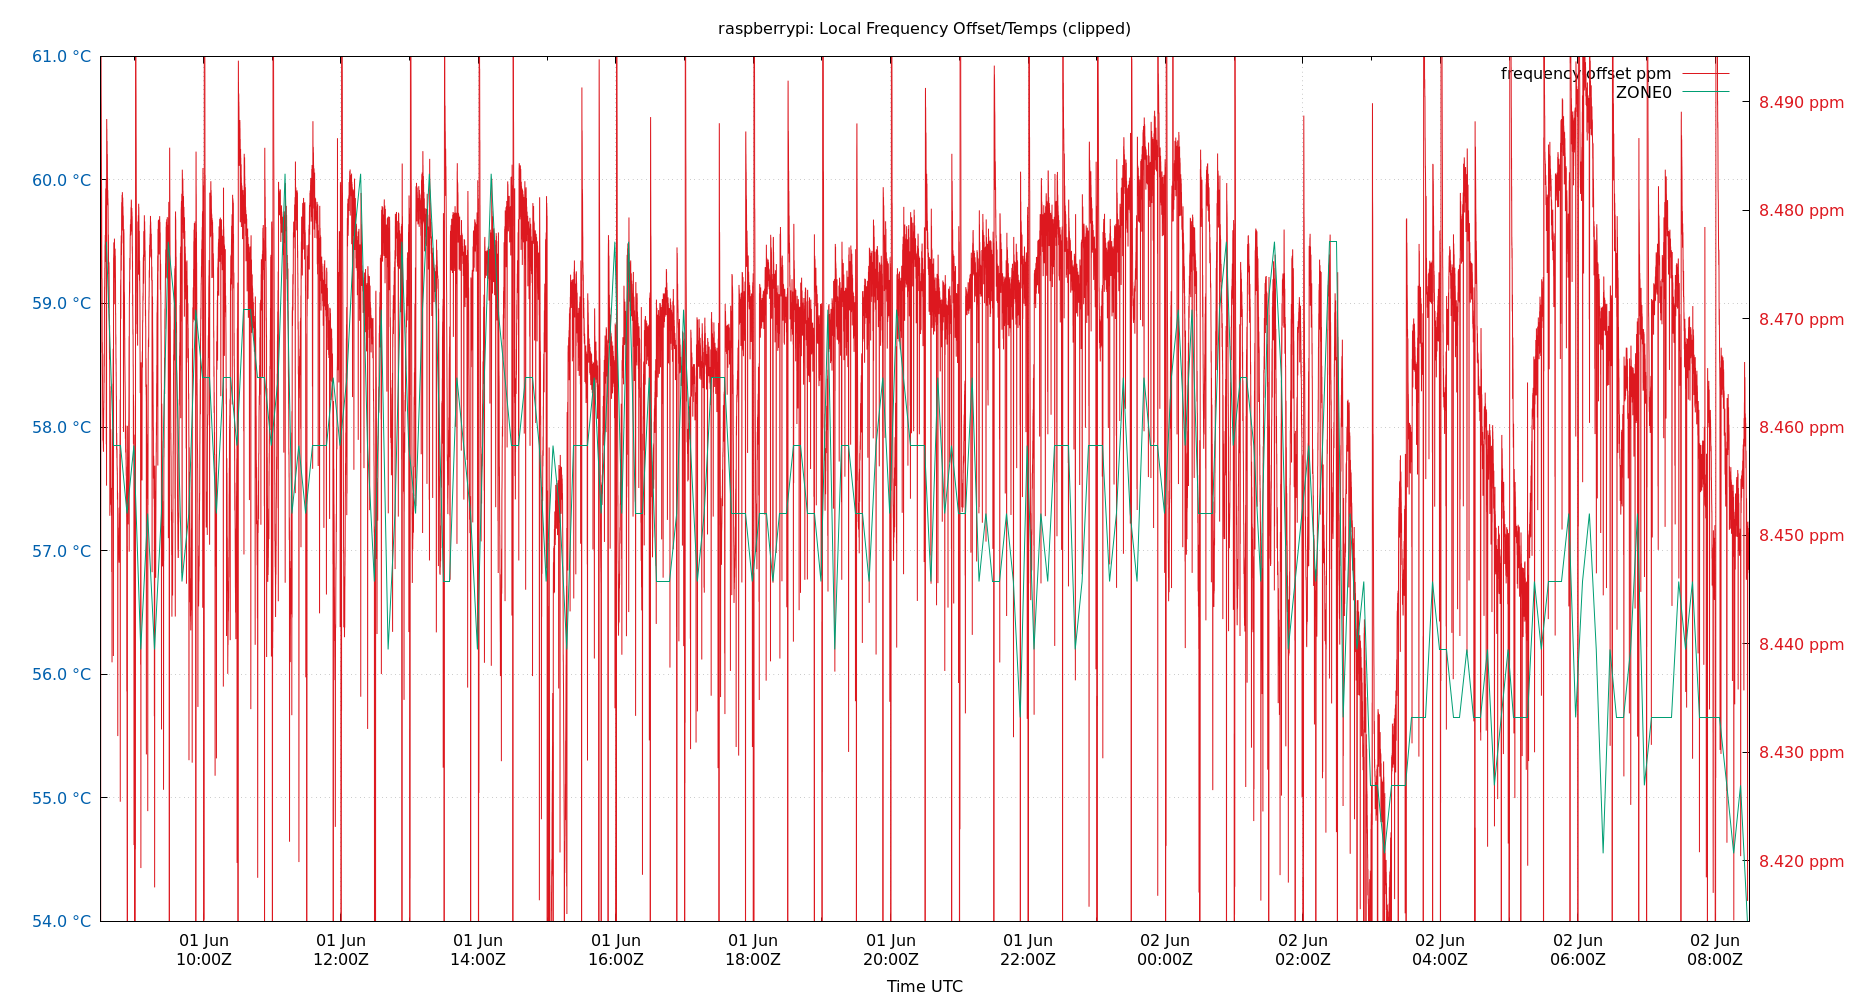 raspberrypi: Local Frequency Offset/Temps (clipped)
61.0 °C
60.0 °C
59.0 °C
58.0 °C
57.0 °C
56.0 °C
55.0 °C
54.0 °C
frequency offset ppm
ZONE0
8.490 ppm
8.480 ppm
8.470 ppm
8.460 ppm
8.450 ppm
8.440 ppm
8.430 ppm
8.420 ppm
01 Jun
10:00Z
01 Jun
12:00Z
01 Jun
14:00Z
01 Jun
16:00Z
01 Jun
18:00Z
01 Jun
20:00Z
01 Jun
22:00Z
02 Jun
00:00Z
02 Jun
02:00Z
02 Jun
04:00Z
02 Jun
06:00Z
02 Jun
08:00Z
Time UTC